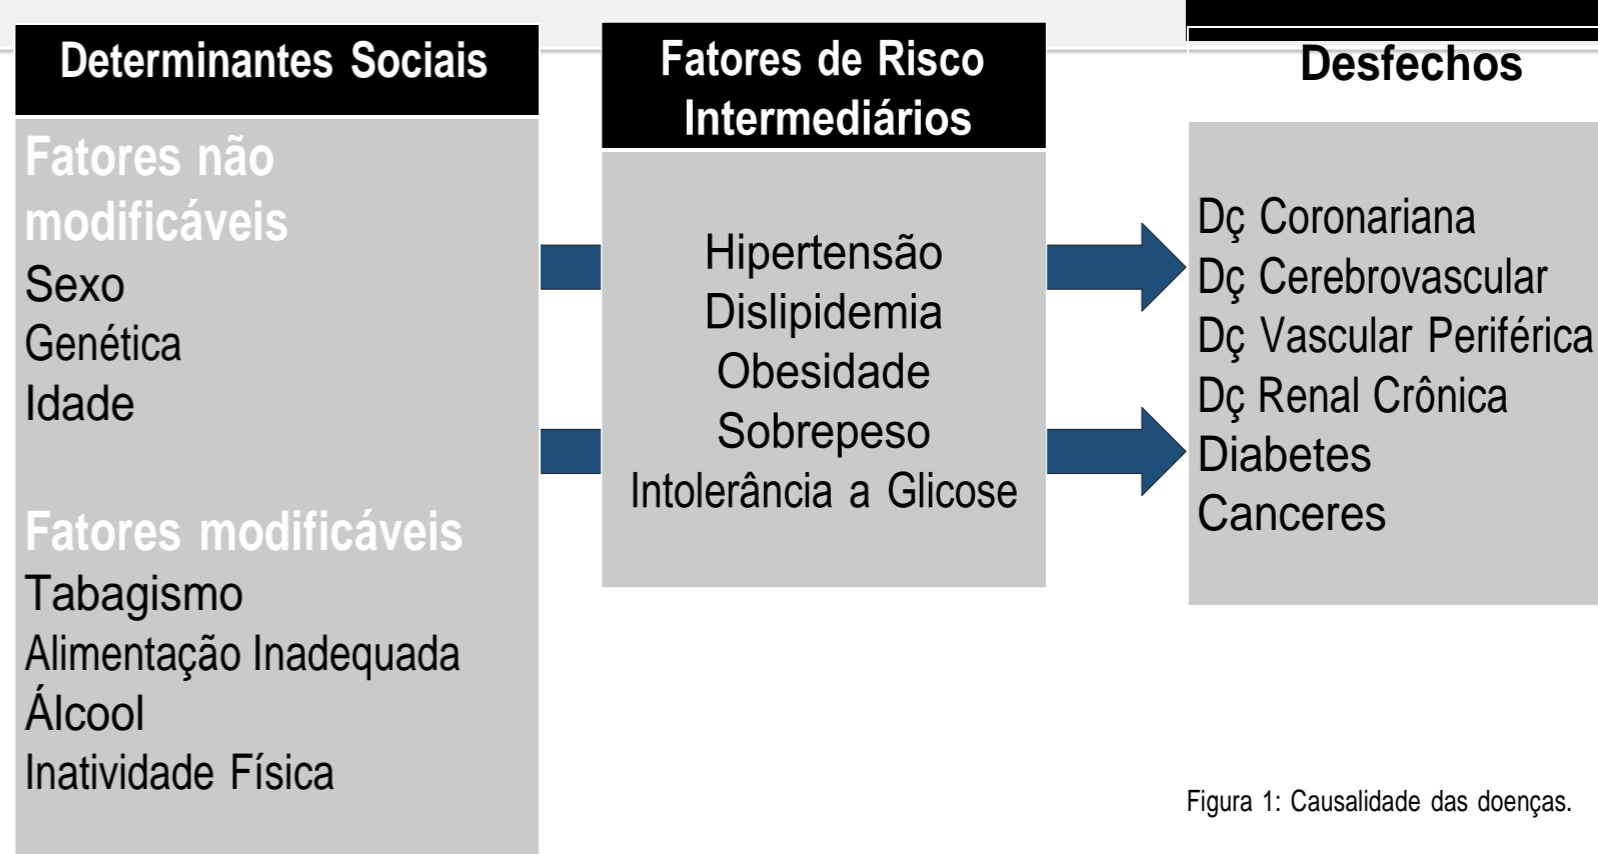 Determinantes Sociais
Fatores não
modificáveis
Sexo
Genética
Idade
Fatores modificáveis
Tabagismo
Alimentação Inadequada
Álcool
Inatividade Física
Fatores de Risco
Intermediários
Hipertensão
Dislipidemia
Obesidade
Sobrepeso
Intolerância a Glicose
Desfechos
Dç Coronariana
Dç Cerebrovascular
Dç Vascular Periférica
Dç Renal Crônica
Diabetes
Canceres
Figura 1: Causalidade das doenças.